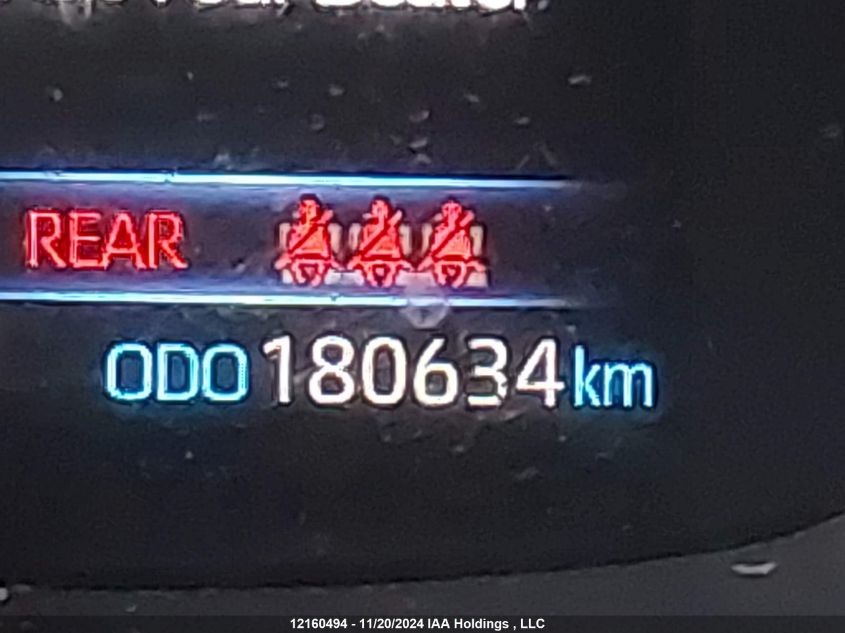 REAR
ODO 180634 km
12160494 - 11/20/2024 IAA Holdings , LLC